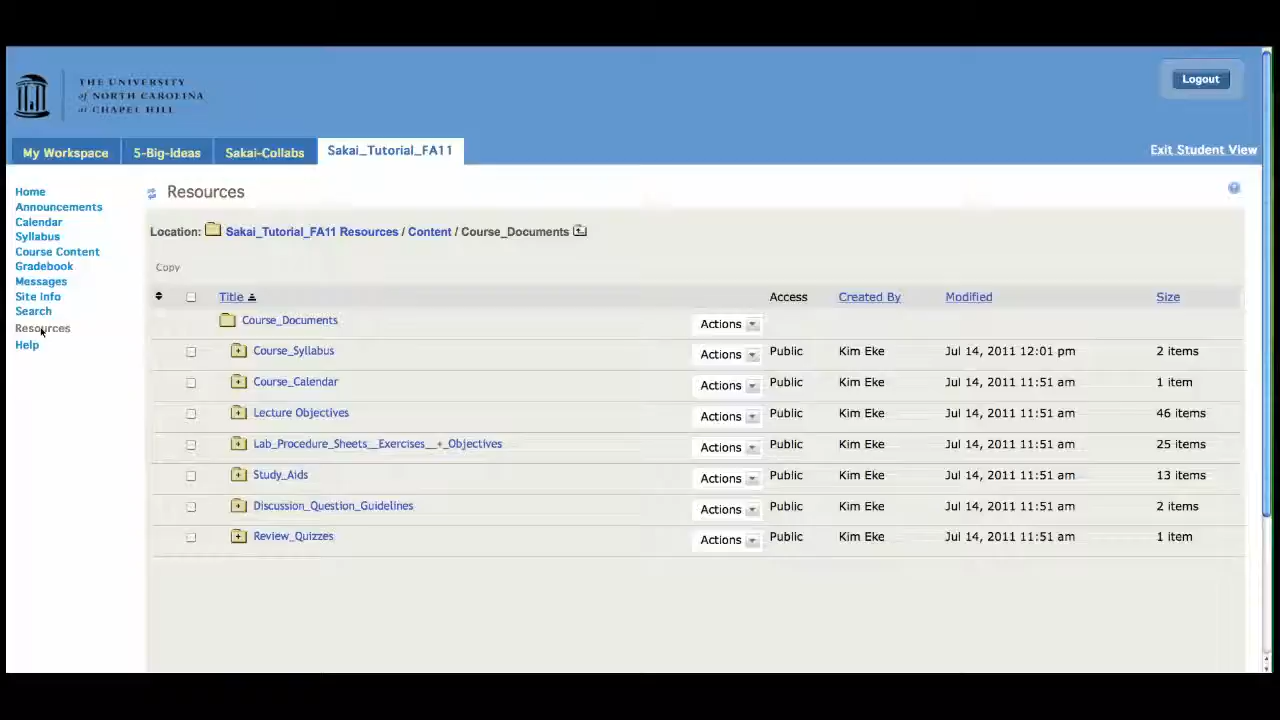 THE UNIVERSITY
of NORTH CAROLINA
at CHAPEL HILL
Logout
My Workspace 5-Big-Ideas Sakai-Collabs Sakai_Tutorial_FA11 Exit Student View
Home
Announcements
Calendar
Syllabus
Course Content
Gradebook
Messages
Site Info
Search
Resources
Help
Resources
Location: Sakai_Tutorial_FA11 Resources / Content / Course_Documents
Copy
Title Access Created By Modified Size
Course_Documents Actions
Course_Syllabus Actions Public Kim Eke Jul 14, 2011 12:01 pm 2 items
Course_Calendar Actions Public Kim Eke Jul 14, 2011 11:51 am 1 item
Lecture Objectives Actions Public Kim Eke Jul 14, 2011 11:51 am 46 items
Lab_Procedure_Sheets__Exercises__+_Objectives Actions Public Kim Eke Jul 14, 2011 11:51 am 25 items
Study_Aids Actions Public Kim Eke Jul 14, 2011 11:51 am 13 items
Discussion_Question_Guidelines Actions Public Kim Eke Jul 14, 2011 11:51 am 2 items
Review_Quizzes Actions Public Kim Eke Jul 14, 2011 11:51 am 1 item